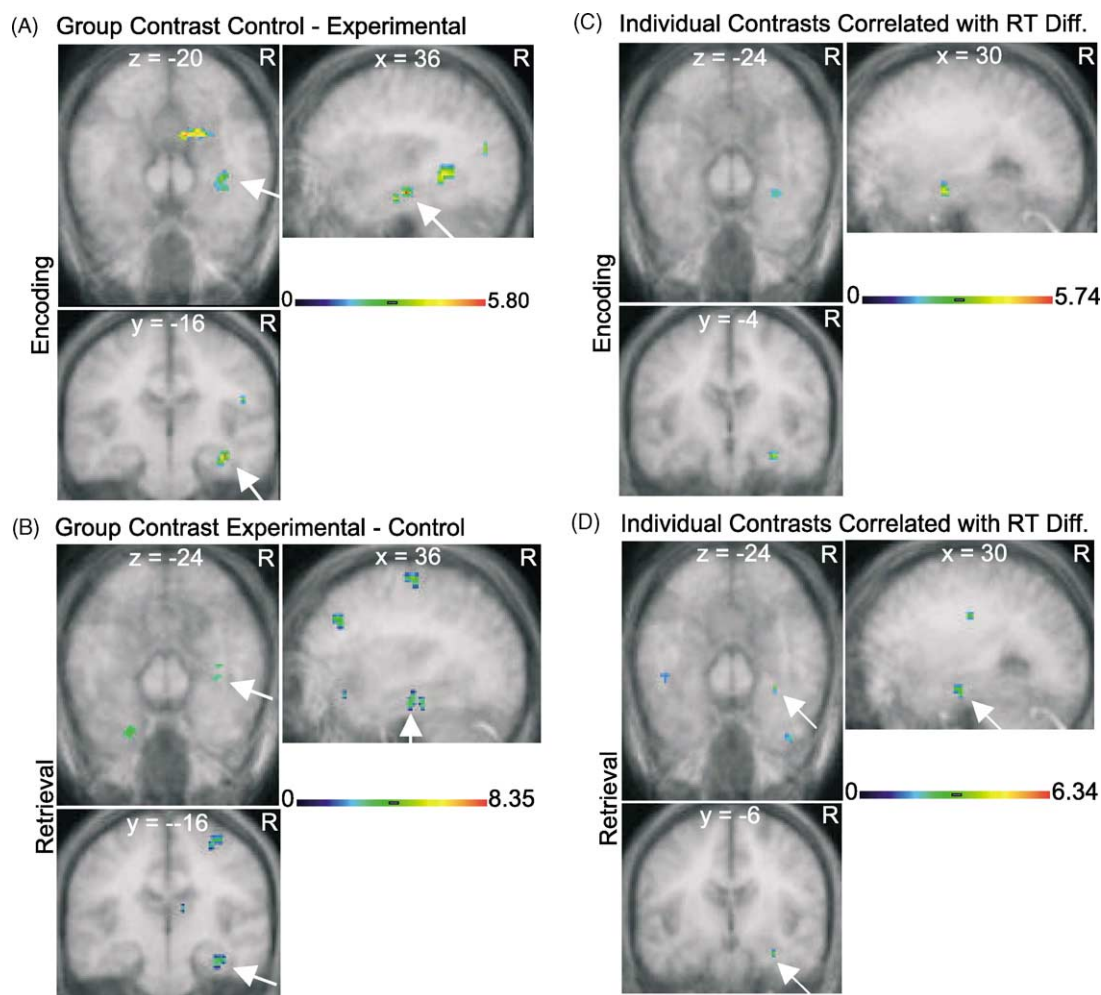 (A) Group Contrast Control - Experimental
z = -20 R
x = 36 R
Encoding
0 5.80
y = -16 R
(B) Group Contrast Experimental - Control
z = -24 R
x = 36 R
Retrieval
0 8.35
y = --16 R
(C) Individual Contrasts Correlated with RT Diff.
z = -24 R
x = 30 R
Encoding
0 5.74
y = -4 R
(D) Individual Contrasts Correlated with RT Diff.
z = -24 R
x = 30 R
Retrieval
0 6.34
y = -6 R